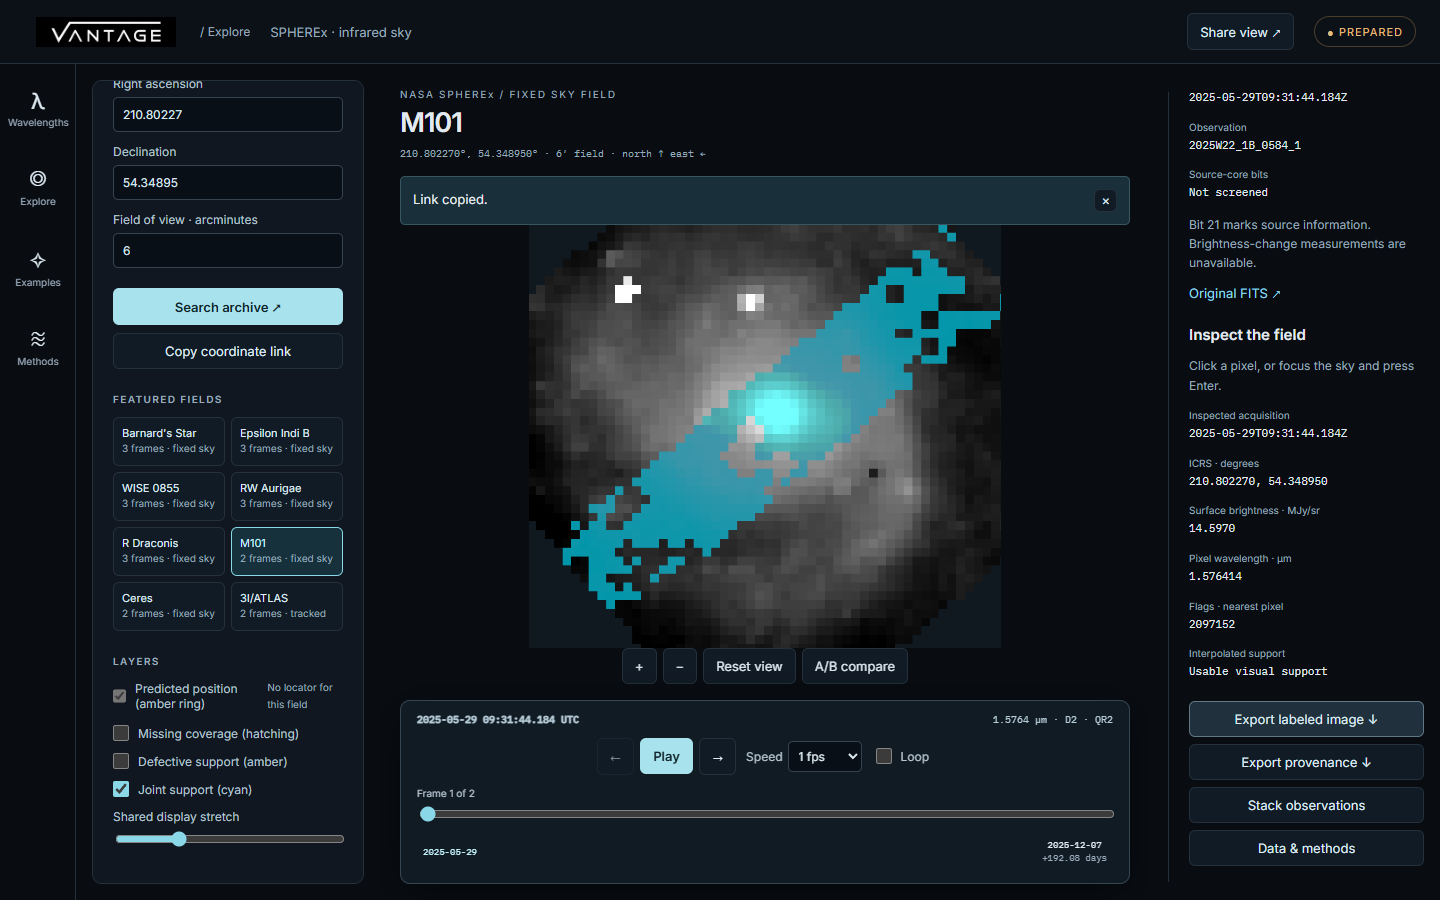 VANTAGE
/ Explore
SPHEREx · infrared sky
Share view ↗
● PREPARED
λ
Wavelengths
Explore
Examples
Methods
Right ascension
210.80227
Declination
54.34895
Field of view · arcminutes
6
Search archive ↗
Copy coordinate link
FEATURED FIELDS
Barnard's Star
3 frames · fixed sky
Epsilon Indi B
3 frames · fixed sky
WISE 0855
3 frames · fixed sky
RW Aurigae
3 frames · fixed sky
R Draconis
3 frames · fixed sky
M101
2 frames · fixed sky
Ceres
2 frames · fixed sky
3I/ATLAS
2 frames · tracked
LAYERS
Predicted position
(amber ring)
No locator for
this field
Missing coverage (hatching)
Defective support (amber)
Joint support (cyan)
Shared display stretch
NASA SPHEREx / FIXED SKY FIELD
M101
210.802270°, 54.348950° · 6′ field · north ↑ east ←
Link copied.
×
+
−
Reset view
A/B compare
2025-05-29 09:31:44.184 UTC
1.5764 µm · D2 · QR2
←
Play
→
Speed
1 fps
Loop
Frame 1 of 2
2025-05-29
2025-12-07
+192.08 days
2025-05-29T09:31:44.184Z
Observation
2025W22_1B_0584_1
Source-core bits
Not screened
Bit 21 marks source information.
Brightness-change measurements are
unavailable.
Original FITS ↗
Inspect the field
Click a pixel, or focus the sky and press
Enter.
Inspected acquisition
2025-05-29T09:31:44.184Z
ICRS · degrees
210.802270, 54.348950
Surface brightness · MJy/sr
14.5970
Pixel wavelength · µm
1.576414
Flags · nearest pixel
2097152
Interpolated support
Usable visual support
Export labeled image ↓
Export provenance ↓
Stack observations
Data & methods